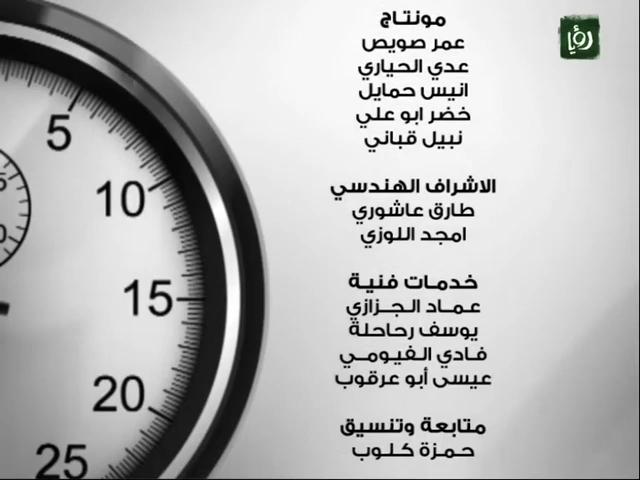 مونتاج
عمر صويص
عدي الحياري
انيس حمايل
خضر ابو علي
نبيل قباني
الاشراف الهندسي
طارق عاشوري
امجد اللوزي
خدمات فنية
عماد الجزازي
يوسف رحاحلة
فادي الفيومي
عيسى أبو عرقوب
متابعة وتنسيق
حمزة كلوب
رؤيا
5
10
15
20
25